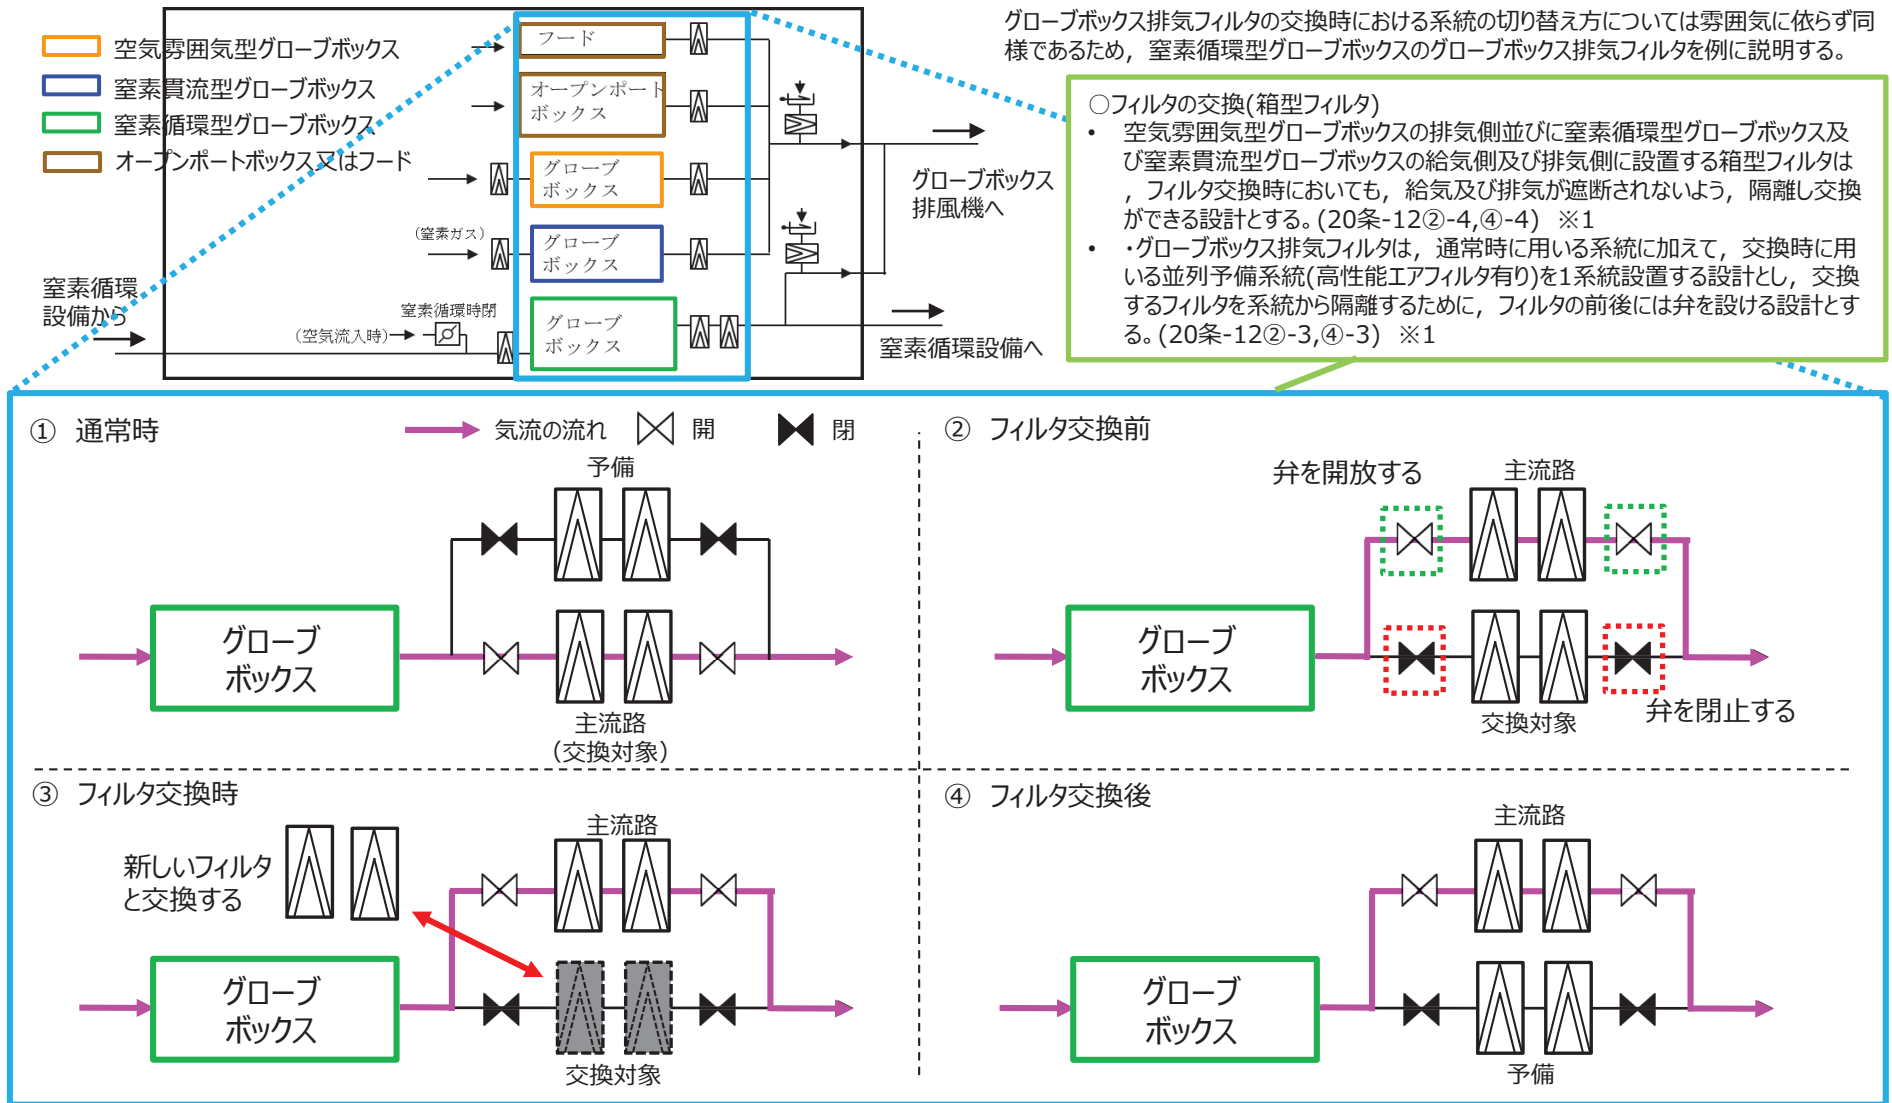 グローブボックス排気フィルタの交換時における系統の切り替え方については雰囲気に依らず同
様であるため，窒素循環型グローブボックスのグローブボックス排気フィルタを例に説明する。
空気雰囲気型グローブボックス
窒素貫流型グローブボックス
窒素循環型グローブボックス
オープンポートボックス又はフード
フード
オープンポート
ボックス
グローブ
ボックス
(窒素ガス)
グローブ
ボックス
窒素循環時閉
(空気流入時)
グローブ
ボックス
窒素循環
設備から
グローブボックス
排風機へ
窒素循環設備へ
○フィルタの交換(箱型フィルタ)
• 空気雰囲気型グローブボックスの排気側並びに窒素循環型グローブボックス及
び窒素貫流型グローブボックスの給気側及び排気側に設置する箱型フィルタは
，フィルタ交換時においても，給気及び排気が遮断されないよう，隔離し交換
ができる設計とする。(20条-12②-4,④-4) ※1
• ・グローブボックス排気フィルタは，通常時に用いる系統に加えて，交換時に用
いる並列予備系統(高性能エアフィルタ有り)を1系統設置する設計とし，交換
するフィルタを系統から隔離するために，フィルタの前後には弁を設ける設計とす
る。(20条-12②-3,④-3) ※1
① 通常時
気流の流れ
開
閉
予備
グローブ
ボックス
主流路
（交換対象）
② フィルタ交換前
弁を開放する
主流路
グローブ
ボックス
交換対象
弁を閉止する
③ フィルタ交換時
新しいフィルタ
と交換する
主流路
グローブ
ボックス
交換対象
④ フィルタ交換後
主流路
グローブ
ボックス
予備